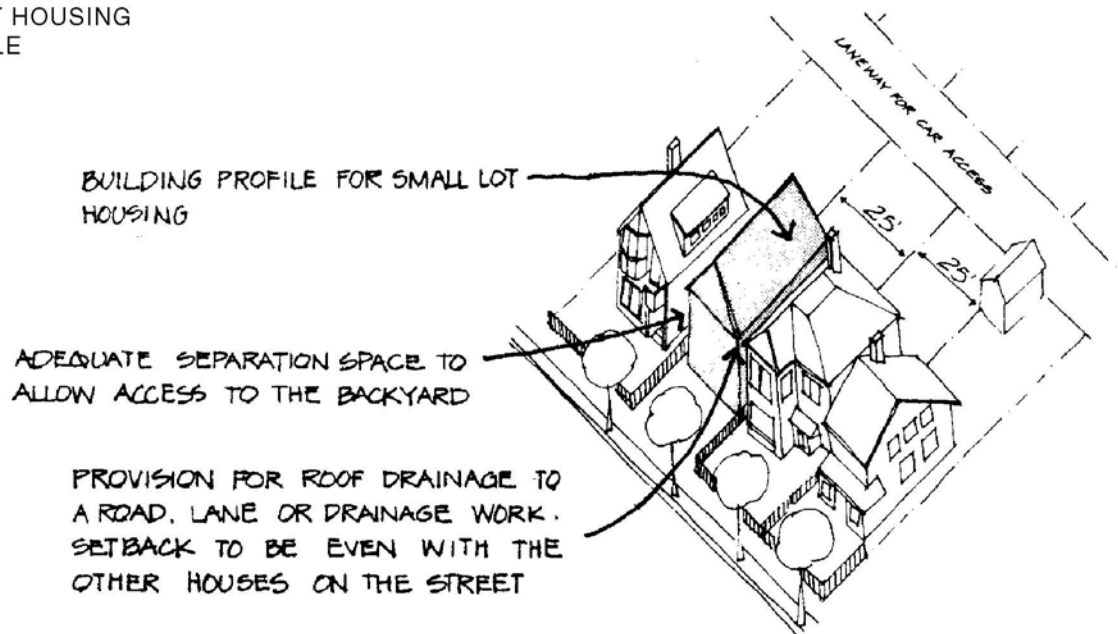 HOUSING
LANEWAY FOR CAR ACCESS
BUILDING PROFILE FOR SMALL LOT
HOUSING
25'
25'
ADEQUATE SEPARATION SPACE TO
ALLOW ACCESS TO THE BACKYARD
PROVISION FOR ROOF DRAINAGE TO
A ROAD, LANE OR DRAINAGE WORK.
SETBACK TO BE EVEN WITH THE
OTHER HOUSES ON THE STREET